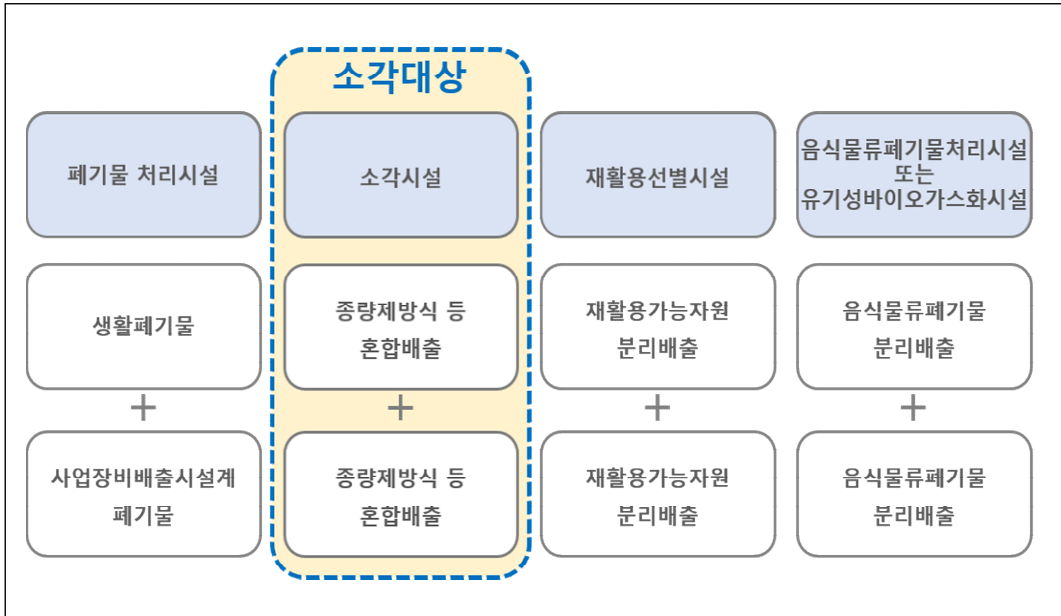 소각대상
폐기물 처리시설
소각시설
재활용선별시설
음식물류폐기물처리시설
또는
유기성바이오가스화시설
생활폐기물
종량제방식 등
혼합배출
재활용가능자원
분리배출
음식물류폐기물
분리배출
+
+
+
+
사업장비배출시설계
폐기물
종량제방식 등
혼합배출
재활용가능자원
분리배출
음식물류폐기물
분리배출